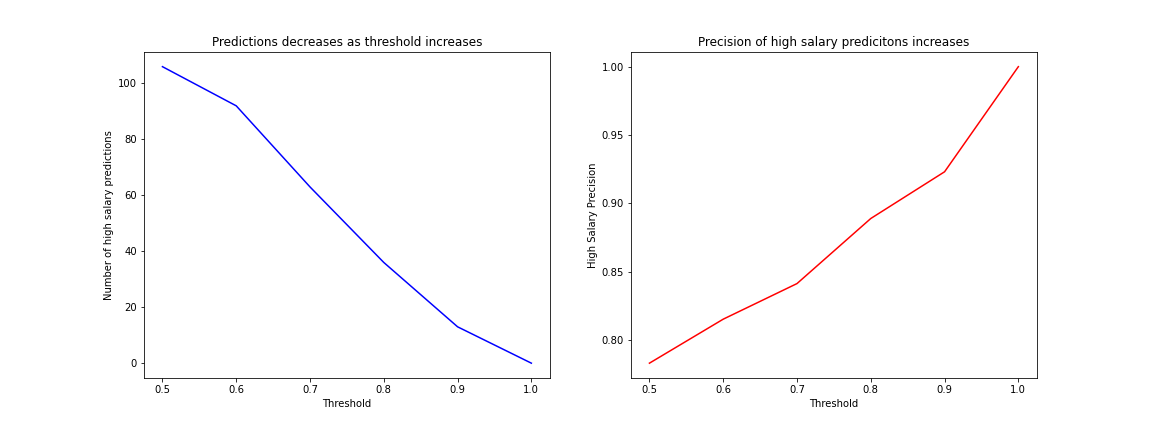 Predictions decreases as threshold increases
100
80
60
40
20
0
Number of high salary predictions
0.5 0.6 0.7 0.8 0.9 1.0
Threshold
Precision of high salary predicitons increases
1.00
0.95
0.90
0.85
0.80
High Salary Precision
0.5 0.6 0.7 0.8 0.9 1.0
Threshold